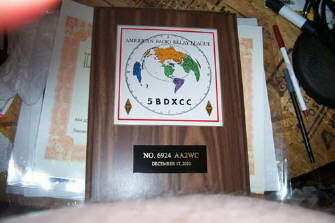 AMERICAN RADIO RELAY LEAGUE
5BDXCC
NO. 6924 AA2WC
DECEMBER 17, 2010